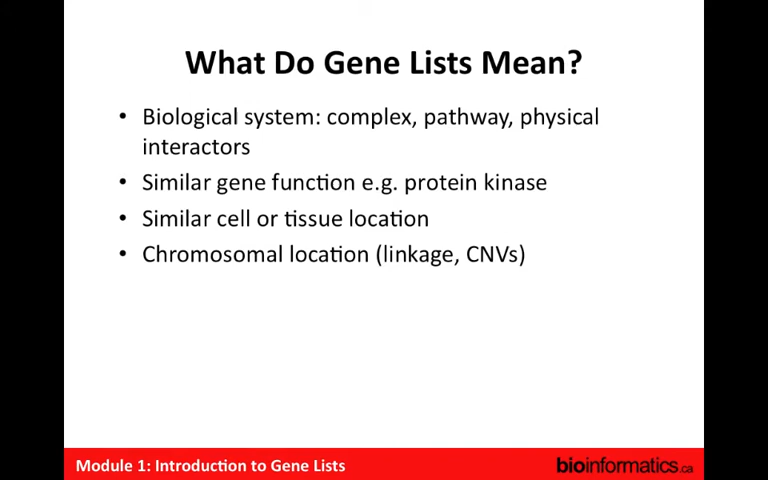 What Do Gene Lists Mean?
• Biological system: complex, pathway, physical
interactors
• Similar gene function e.g. protein kinase
• Similar cell or tissue location
• Chromosomal location (linkage, CNVs)
Module 1: Introduction to Gene Lists
bioinformatics.ca